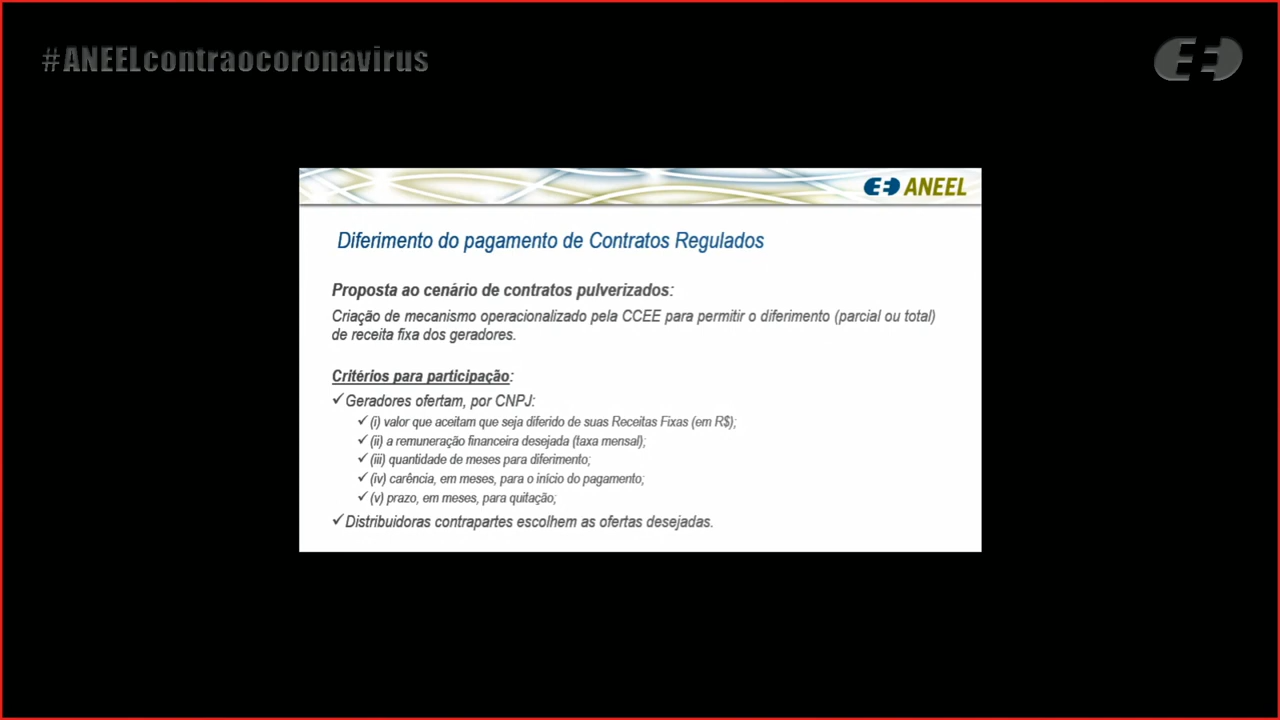 #ANEELcontraocoronavirus
ANEEL
Diferimento do pagamento de Contratos Regulados
Proposta ao cenário de contratos pulverizados:
Criação de mecanismo operacionalizado pela CCEE para permitir o diferimento (parcial ou total)
de receita fixa dos geradores.
Critérios para participação:
✓Geradores ofertam, por CNPJ:
✓(i) valor que aceitam que seja diferido de suas Receitas Fixas (em R$);
✓(ii) a remuneração financeira desejada (taxa mensal);
✓(iii) quantidade de meses para diferimento;
✓(iv) carência, em meses, para o início do pagamento;
✓(v) prazo, em meses, para quitação;
✓Distribuidoras contrapartes escolhem as ofertas desejadas.